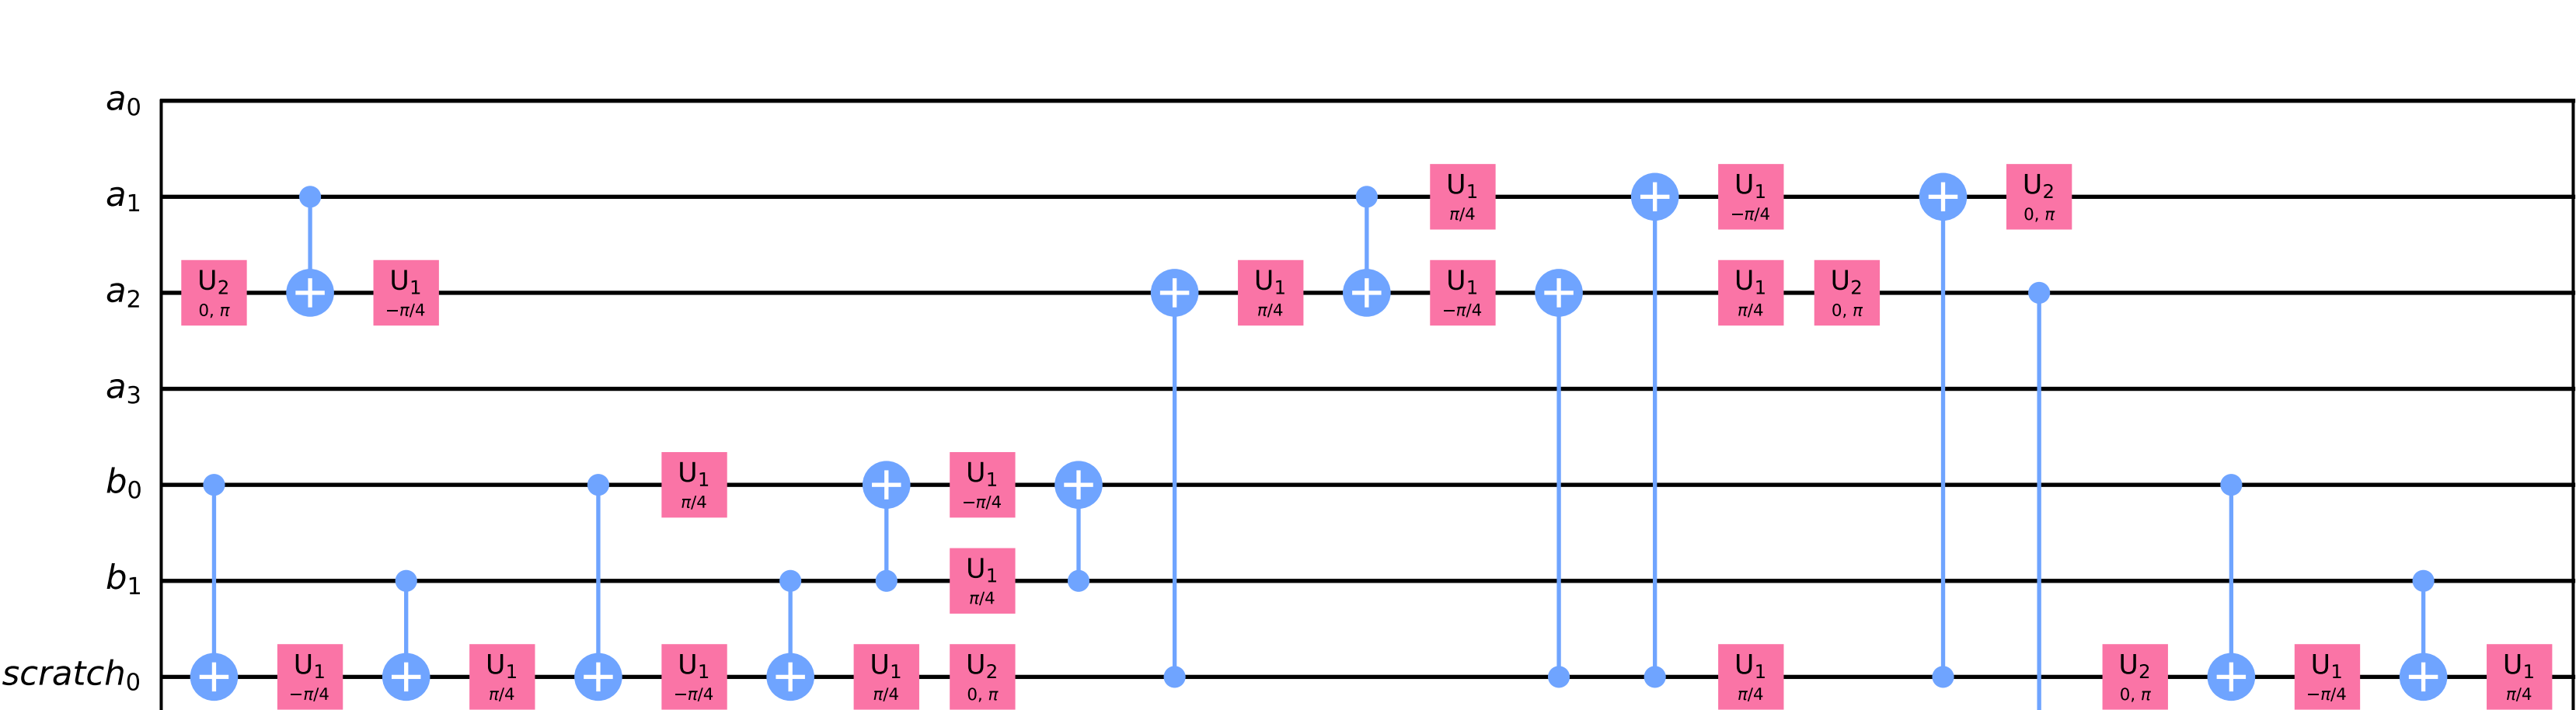 a₀
a₁ U₁ π/4 U₁ −π/4 U₂ 0, π
a₂ U₂ 0, π U₁ −π/4 U₁ π/4 U₁ −π/4 U₁ π/4 U₂ 0, π
a₃
b₀ U₁ π/4 U₁ −π/4
b₁ U₁ π/4
scratch₀ U₁ −π/4 U₁ π/4 U₁ −π/4 U₁ π/4 U₂ 0, π U₁ π/4 U₂ 0, π U₁ −π/4 U₁ π/4